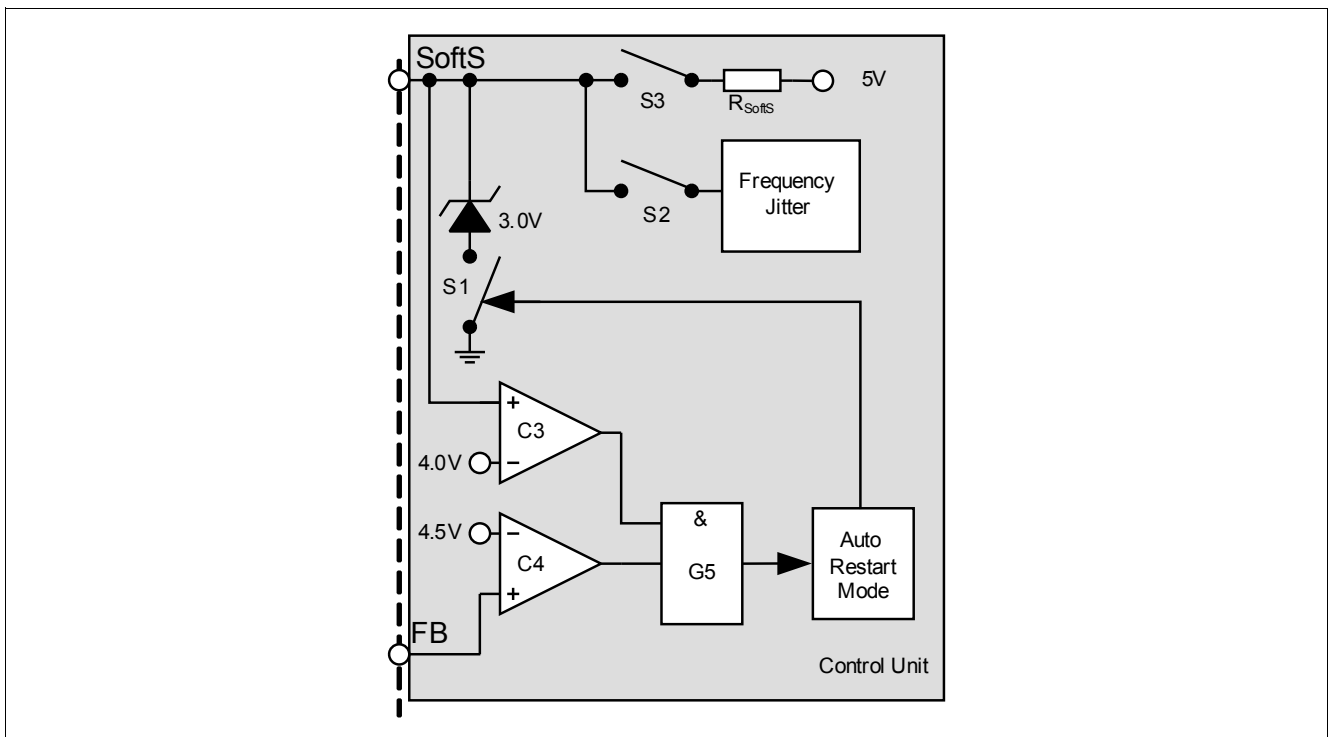 SoftS
5V
S3
RSoftS
Frequency
Jitter
S2
3.0V
S1
+
C3
4.0V
−
&
4.5V
−
C4
+
G5
Auto
Restart
Mode
FB
Control Unit